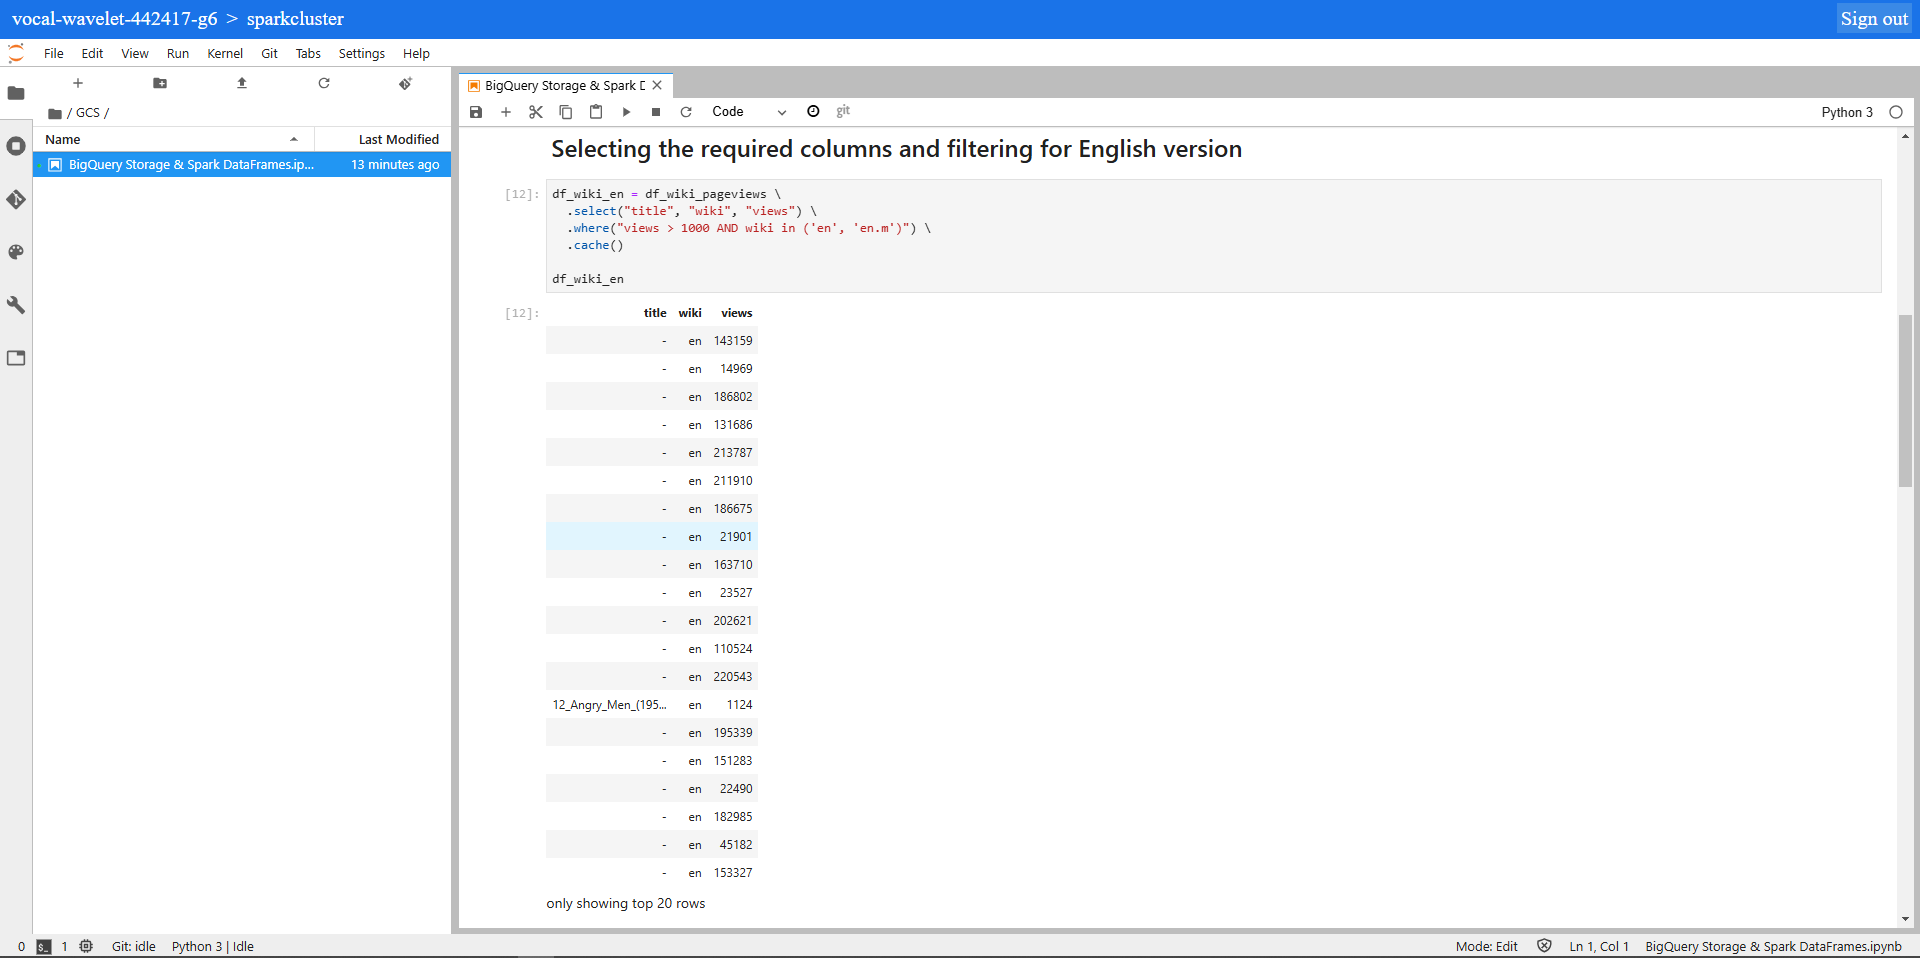 vocal-wavelet-442417-g6 > sparkcluster
Sign out
File Edit View Run Kernel Git Tabs Settings Help
/ GCS /
Name Last Modified
BigQuery Storage & Spark DataFrames.ip... 13 minutes ago
BigQuery Storage & Spark D
Code git Python 3
Selecting the required columns and filtering for English version
[12]: df_wiki_en = df_wiki_pageviews \
.select("title", "wiki", "views") \
.where("views > 1000 AND wiki in ('en', 'en.m')") \
.cache()
df_wiki_en
[12]: title wiki views
- en 143159
- en 14969
- en 186802
- en 131686
- en 213787
- en 211910
- en 186675
- en 21901
- en 163710
- en 23527
- en 202621
- en 110524
- en 220543
12_Angry_Men_(195... en 1124
- en 195339
- en 151283
- en 22490
- en 182985
- en 45182
- en 153327
only showing top 20 rows
0 1 Git: idle Python 3 | Idle Mode: Edit Ln 1, Col 1 BigQuery Storage & Spark DataFrames.ipynb